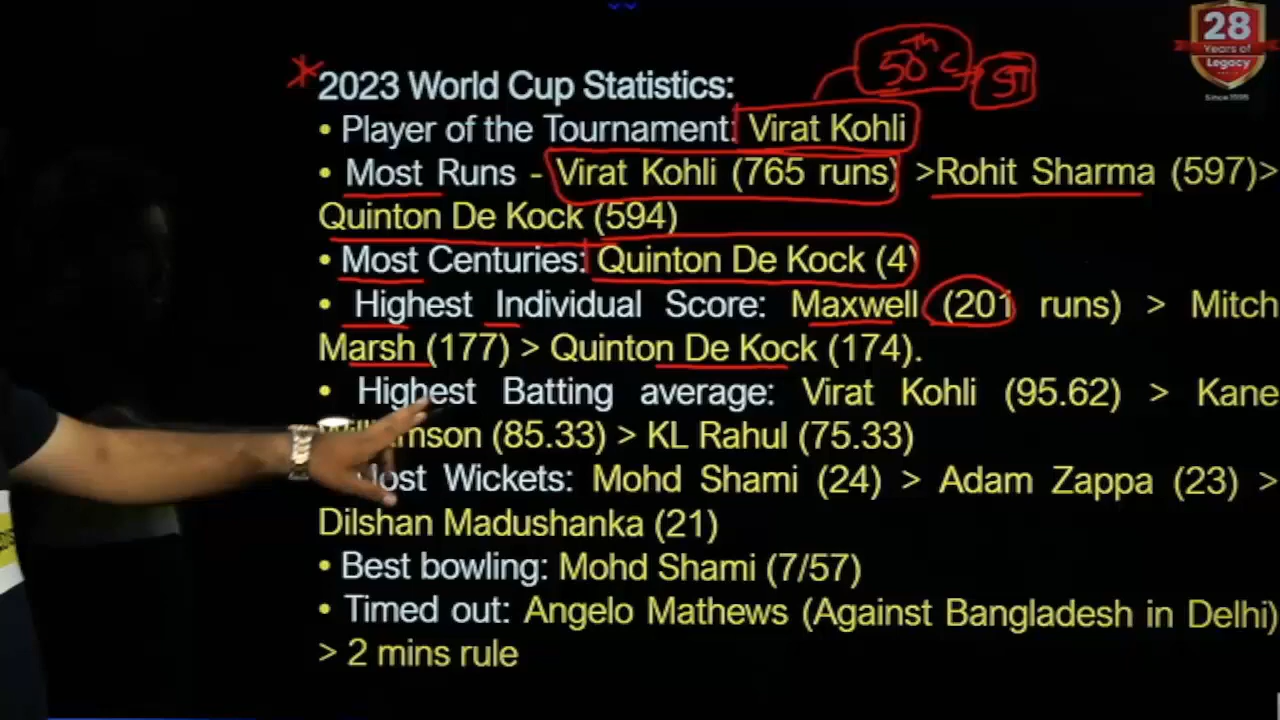 28
Years of
Legacy
Since 1995
50th C
* 2023 World Cup Statistics:
• Player of the Tournament: Virat Kohli
• Most Runs - Virat Kohli (765 runs) >Rohit Sharma (597)>
Quinton De Kock (594)
• Most Centuries: Quinton De Kock (4)
• Highest Individual Score: Maxwell (201 runs) > Mitch
Marsh (177) > Quinton De Kock (174).
• Highest Batting average: Virat Kohli (95.62) > Kane
Williamson (85.33) > KL Rahul (75.33)
Most Wickets: Mohd Shami (24) > Adam Zappa (23) >
Dilshan Madushanka (21)
• Best bowling: Mohd Shami (7/57)
• Timed out: Angelo Mathews (Against Bangladesh in Delhi)
> 2 mins rule